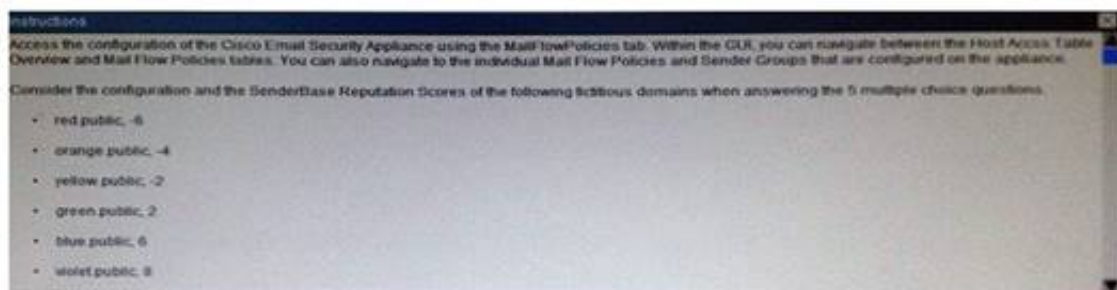 Instructions
Access the configuration of the Cisco Email Security Appliance using the MailFlowPolicies tab. Within the GUI, you can navigate between the Host Access Table
Overview and Mail Flow Policies tables. You can also navigate to the individual Mail Flow Policies and Sender Groups that are configured on the appliance.
Consider the configuration and the SenderBase Reputation Scores of the following fictitious domains when answering the 5 multiple choice questions.
• red.public, -6
• orange.public, -4
• yellow.public, -2
• green.public, 2
• blue.public, 6
• violet.public, 8